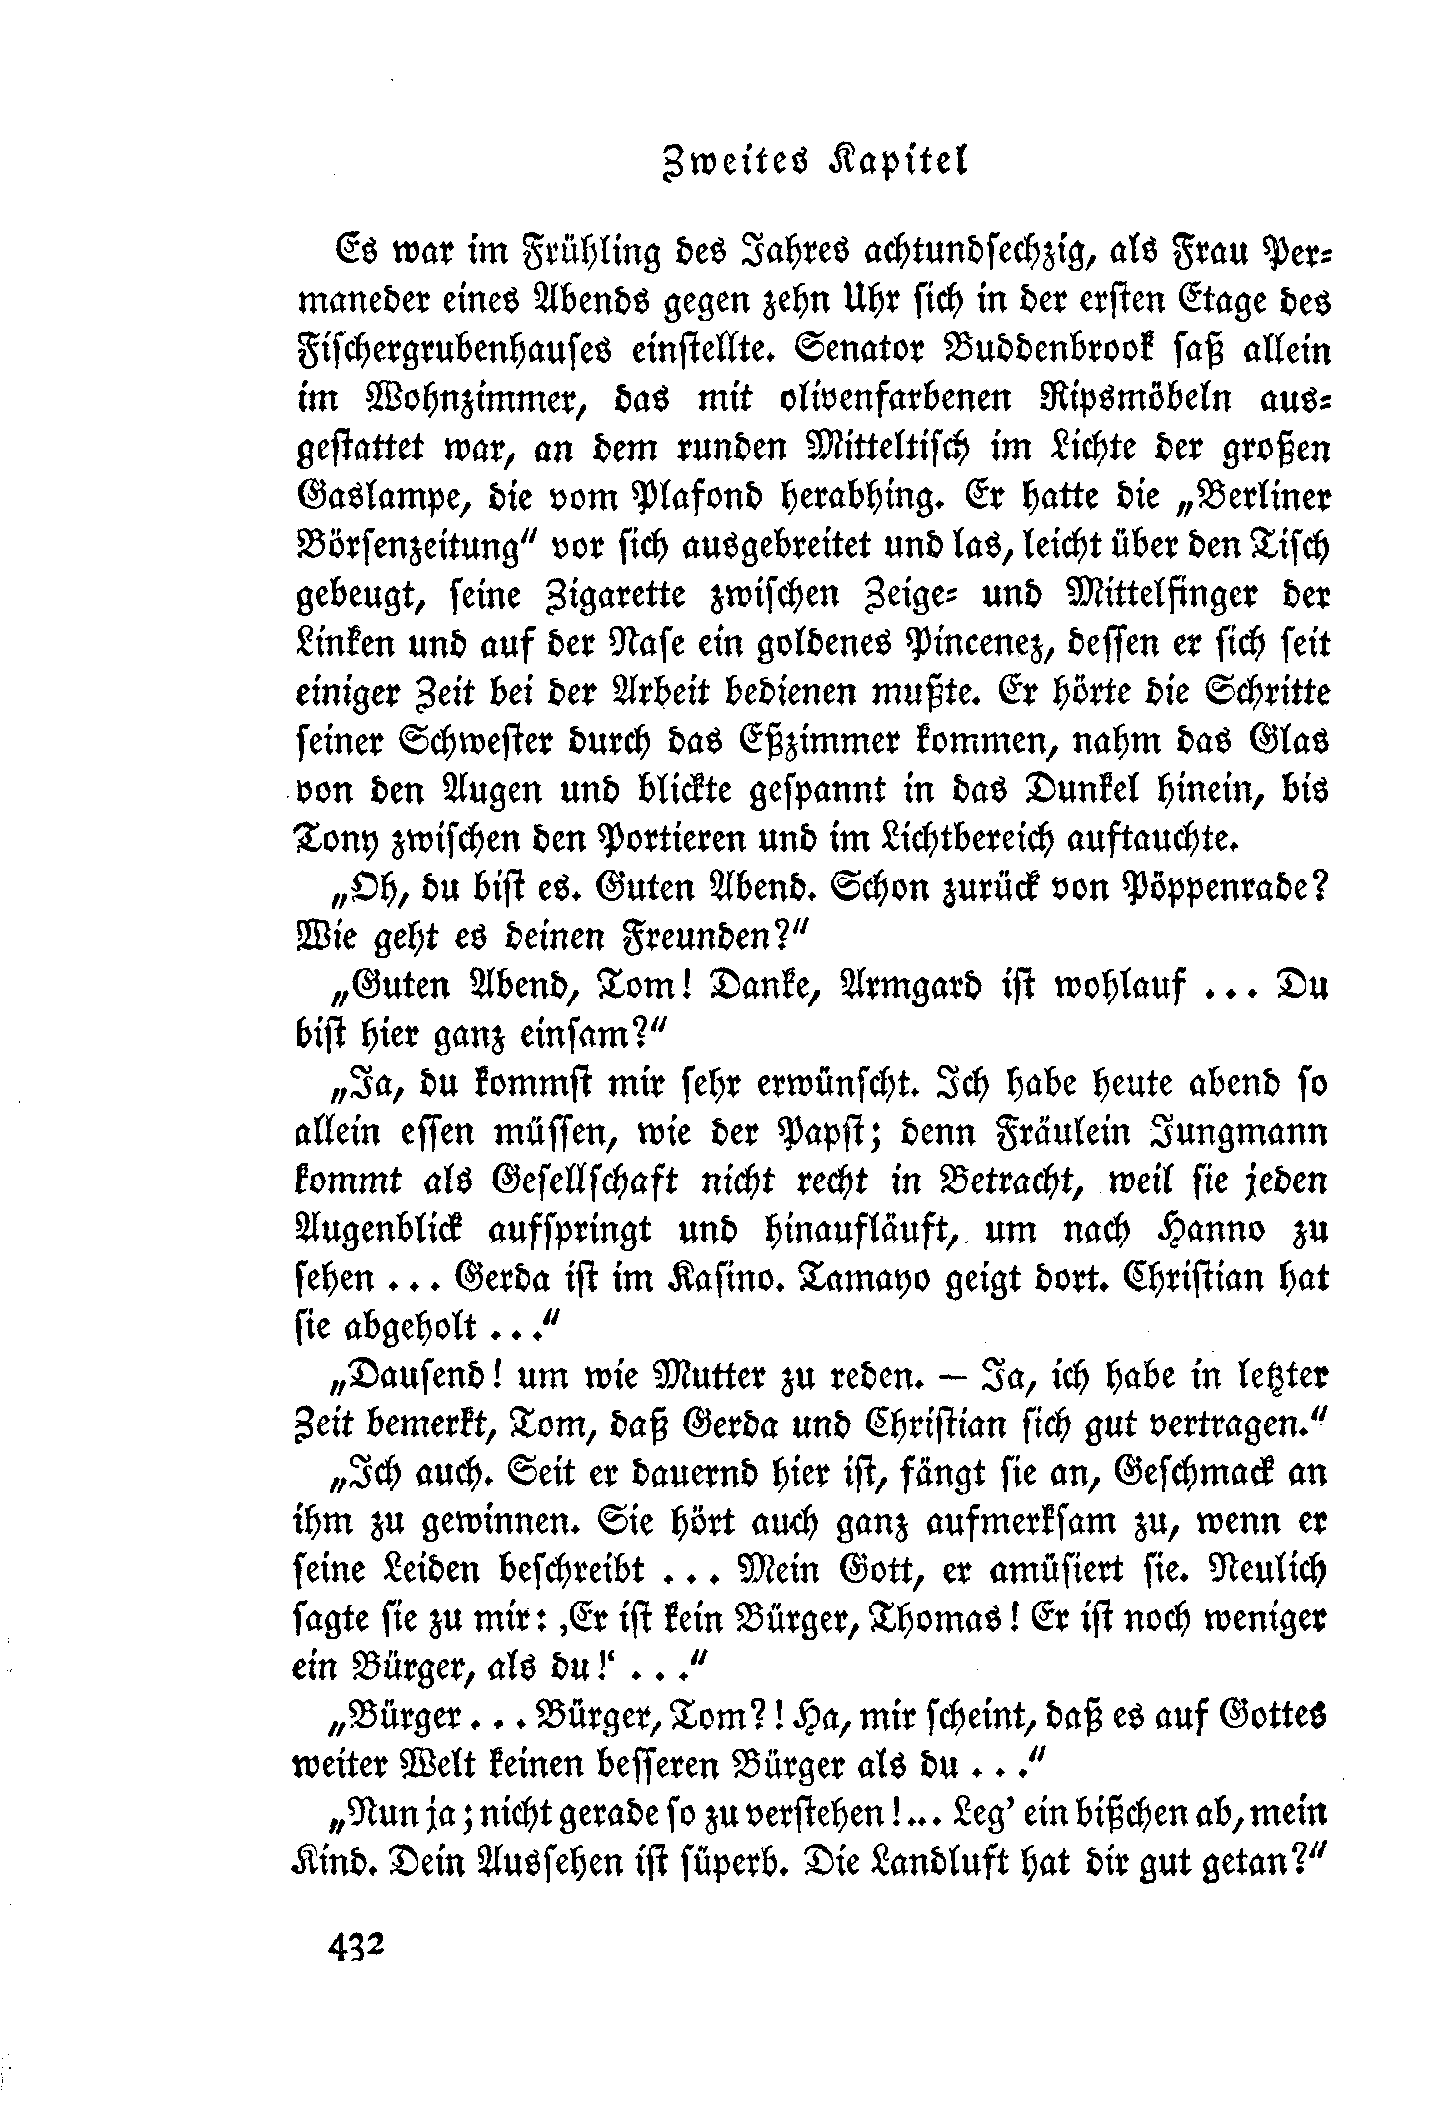 Zweites Kapitel
Es war im Frühling des Jahres achtundsechzig, als Frau Per-
maneder eines Abends gegen zehn Uhr sich in der ersten Etage des
Fischergrubenhauses einstellte. Senator Buddenbrook saß allein
im Wohnzimmer, das mit olivenfarbenen Ripsmöbeln aus-
gestattet war, an dem runden Mitteltisch im Lichte der großen
Gaslampe, die vom Plafond herabhing. Er hatte die „Berliner
Börsenzeitung“ vor sich ausgebreitet und las, leicht über den Tisch
gebeugt, seine Zigarette zwischen Zeige- und Mittelfinger der
Linken und auf der Nase ein goldenes Pincenez, dessen er sich seit
einiger Zeit bei der Arbeit bedienen mußte. Er hörte die Schritte
seiner Schwester durch das Eßzimmer kommen, nahm das Glas
von den Augen und blickte gespannt in das Dunkel hinein, bis
Tony zwischen den Portieren und im Lichtbereich auftauchte.
„Oh, du bist es. Guten Abend. Schon zurück von Pöppenrade?
Wie geht es deinen Freunden?“
„Guten Abend, Tom! Danke, Armgard ist wohlauf ... Du
bist hier ganz einsam?“
„Ja, du kommst mir sehr erwünscht. Ich habe heute abend so
allein essen müssen, wie der Papst; denn Fräulein Jungmann
kommt als Gesellschaft nicht recht in Betracht, weil sie jeden
Augenblick aufspringt und hinaufläuft, um nach Hanno zu
sehen ... Gerda ist im Kasino. Tamayo geigt dort. Christian hat
sie abgeholt ...“
„Dausend! um wie Mutter zu reden. — Ja, ich habe in letzter
Zeit bemerkt, Tom, daß Gerda und Christian sich gut vertragen.“
„Ich auch. Seit er dauernd hier ist, fängt sie an, Geschmack an
ihm zu gewinnen. Sie hört auch ganz aufmerksam zu, wenn er
seine Leiden beschreibt ... Mein Gott, er amüsiert sie. Neulich
sagte sie zu mir: ‚Er ist kein Bürger, Thomas! Er ist noch weniger
ein Bürger, als du!‘ ...“
„Bürger ... Bürger, Tom?! Ha, mir scheint, daß es auf Gottes
weiter Welt keinen besseren Bürger als du ...“
„Nun ja; nicht gerade so zu verstehen!... Leg’ ein bißchen ab, mein
Kind. Dein Aussehen ist süperb. Die Landluft hat dir gut getan?“
432